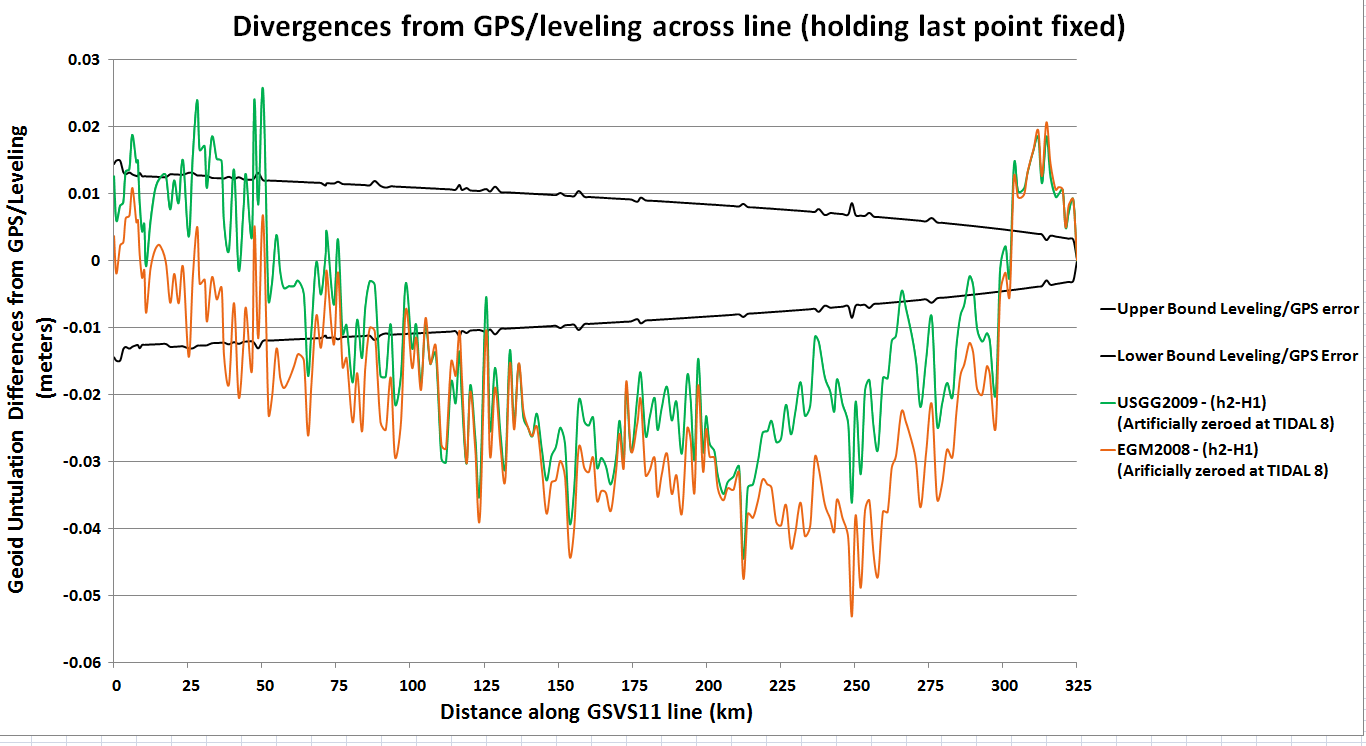 Divergences from GPS/leveling across line (holding last point fixed)
Geoid Untulation Differences from GPS/Leveling
(meters)
0.03
0.02
0.01
0
-0.01
-0.02
-0.03
-0.04
-0.05
-0.06
0 25 50 75 100 125 150 175 200 225 250 275 300 325
Distance along GSVS11 line (km)
Upper Bound Leveling/GPS error
Lower Bound Leveling/GPS Error
USGG2009 - (h2-H1)
(Artificially zeroed at TIDAL 8)
EGM2008 - (h2-H1)
(Arificially zeroed at TIDAL 8)